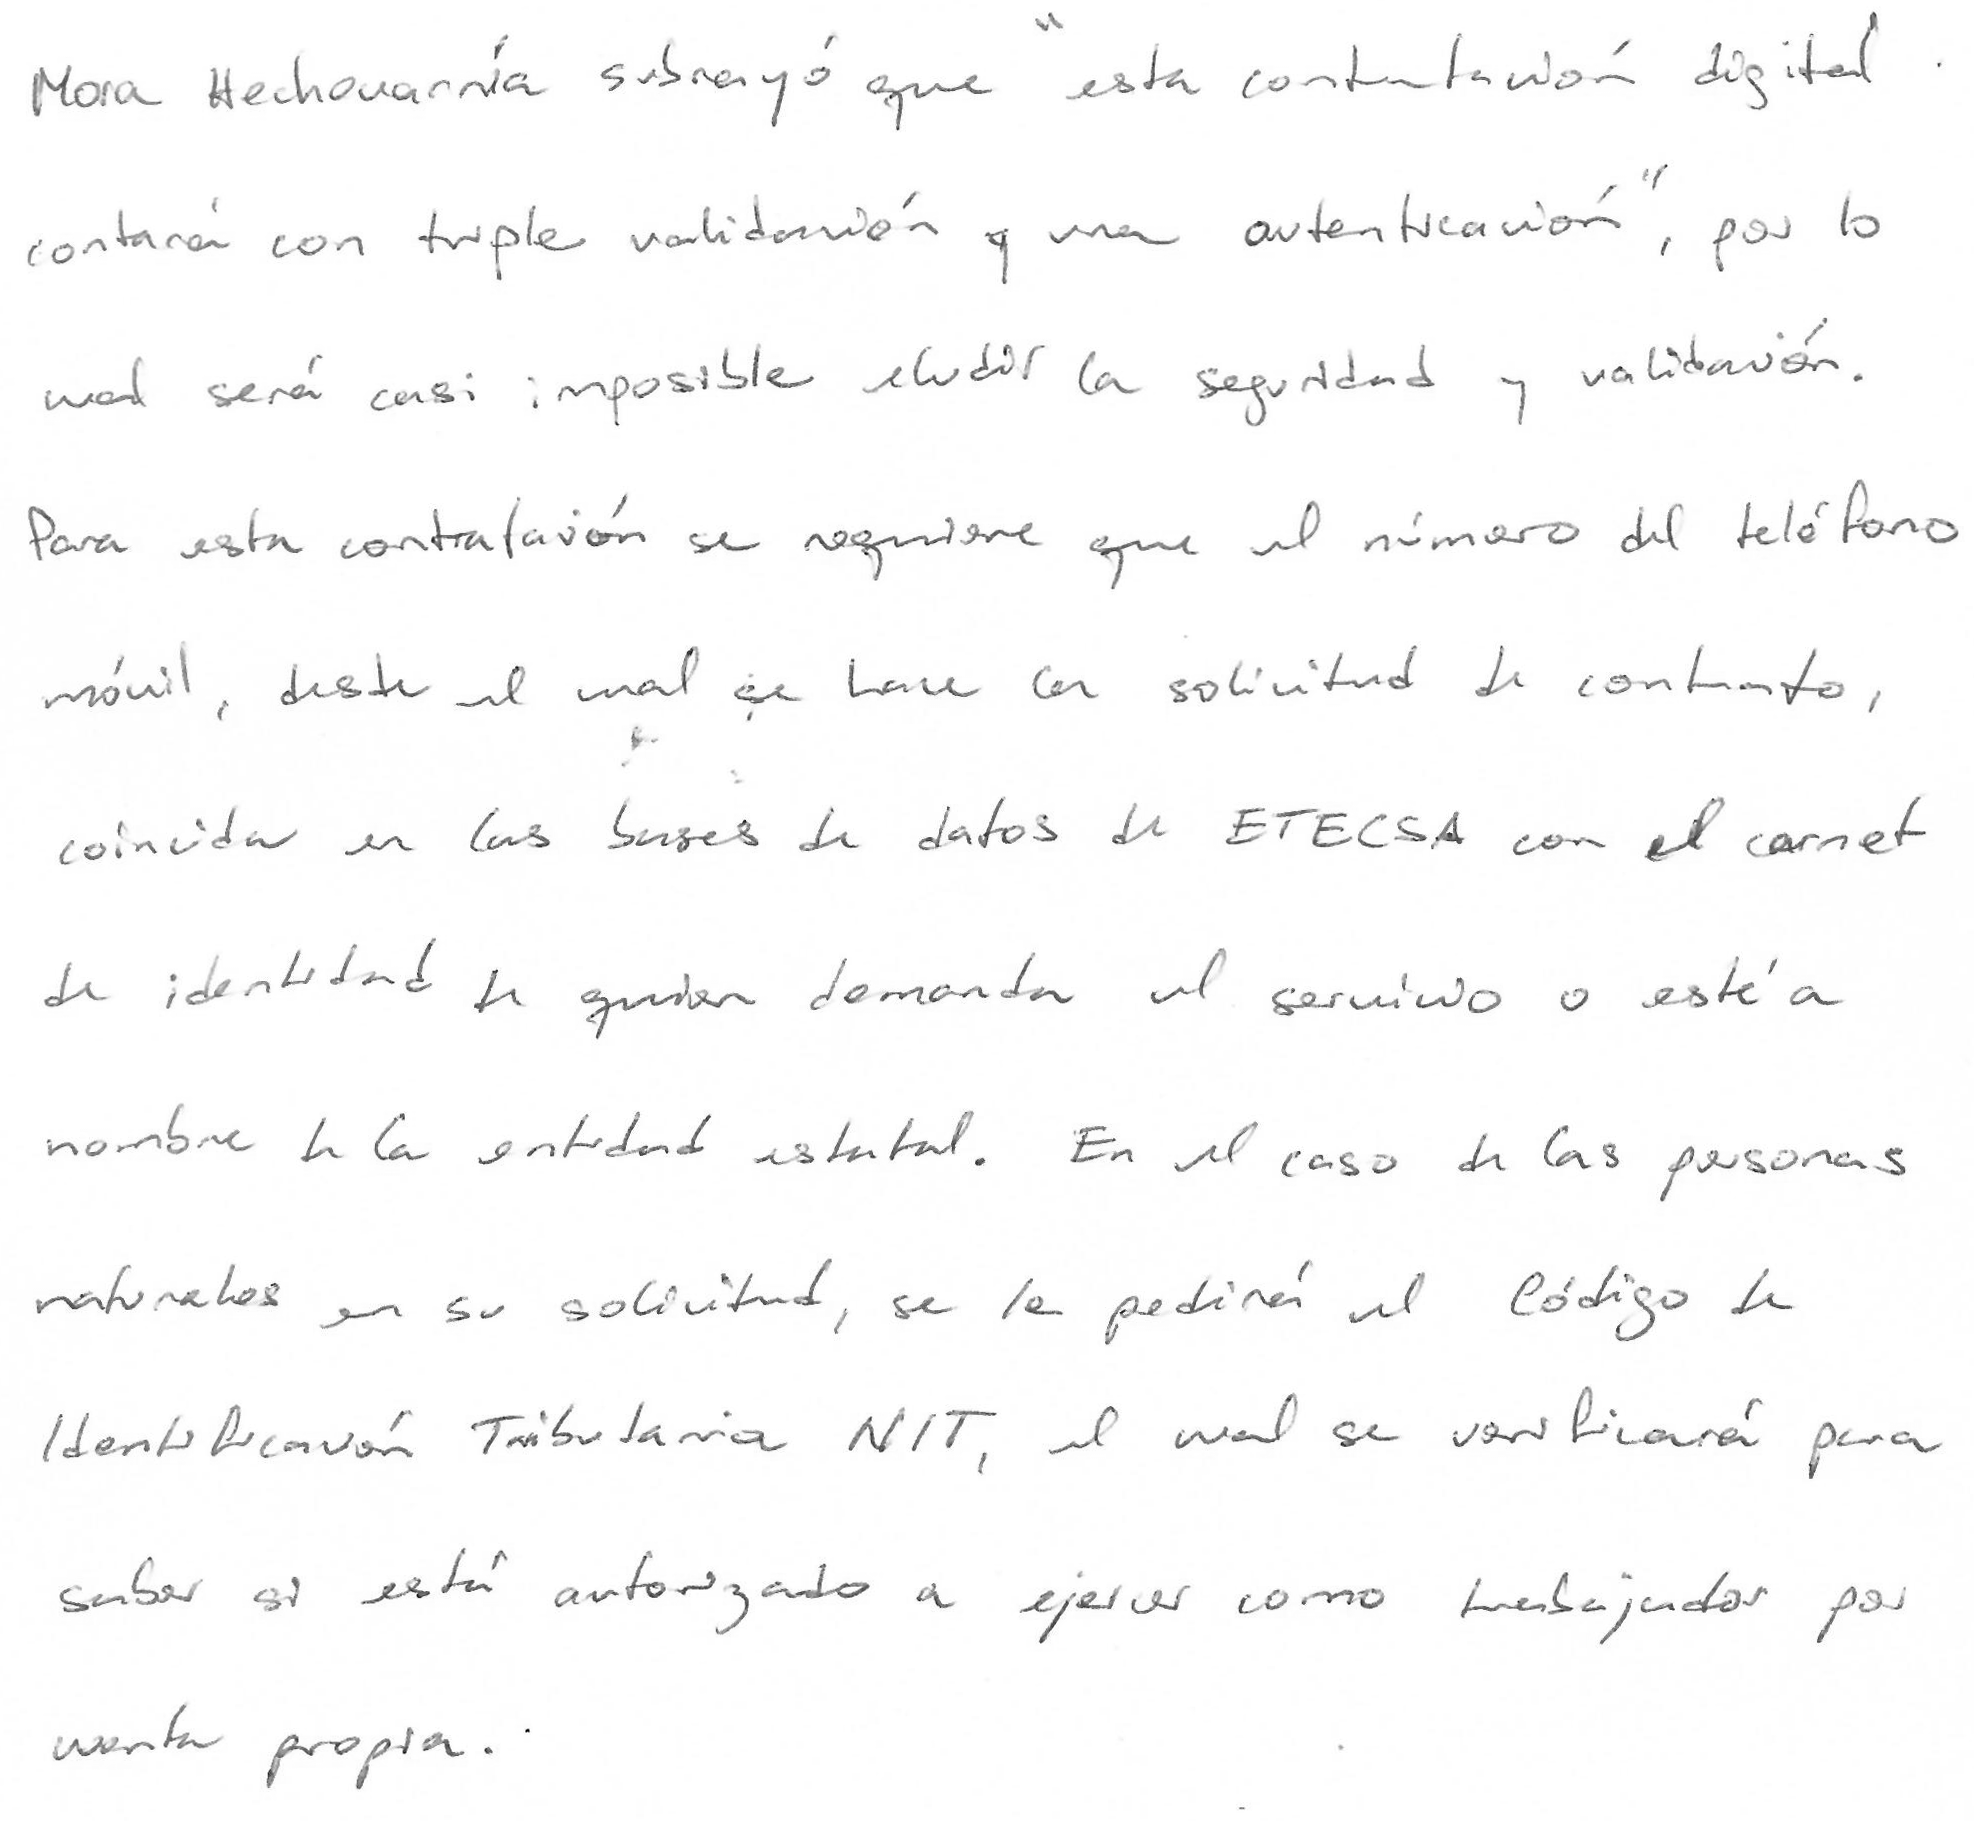 Mora Hechavarría subrayó que "esta contratación digital
contará con triple validación y una autenticación", por lo
cual será casi imposible eludir la seguridad y validación.
Para esta contratación se requiere que el número del teléfono
móvil, desde el cual se hace la solicitud de contrato,
coincida en las bases de datos de ETECSA con el carnet
de identidad de quien demanda el servicio o esté a
nombre de la entidad estatal. En el caso de las personas
naturales en su solicitud, se le pedirá el Código de
Identificación Tributaria NIT, el cual se verificará para
saber si está autorizado a ejercer como trabajador por
cuenta propia.